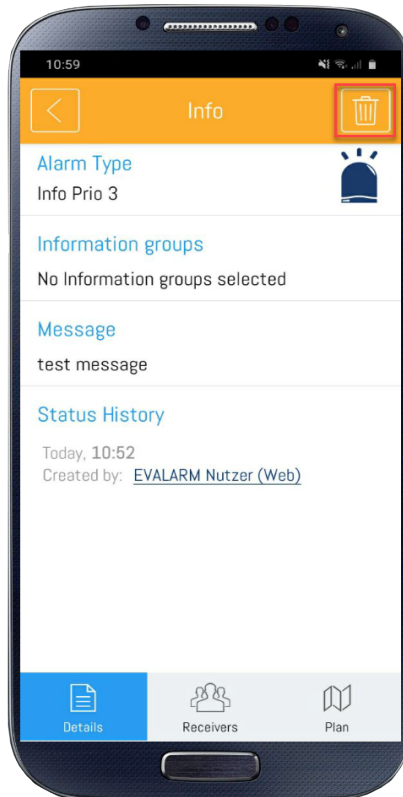 10:59
Info
Alarm Type
Info Prio 3
Information groups
No Information groups selected
Message
test message
Status History
Today, 10:52
Created by: EVALARM Nutzer (Web)
Details
Receivers
Plan